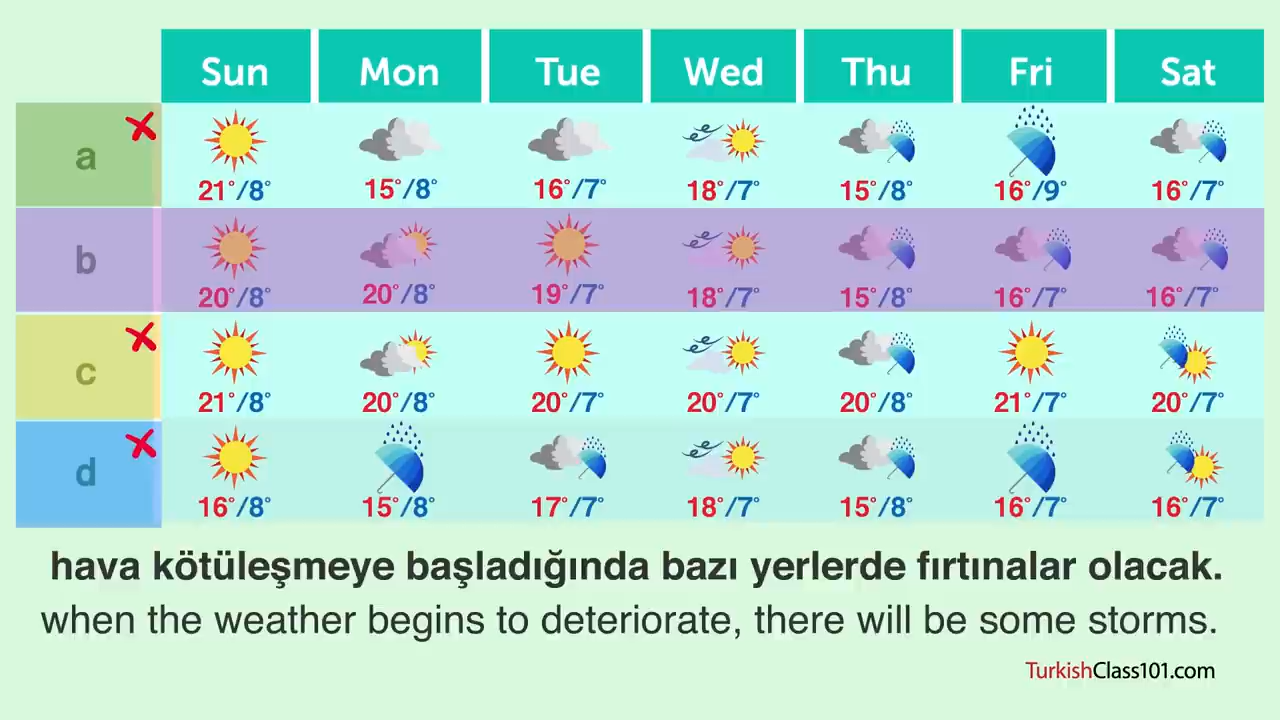 Sun Mon Tue Wed Thu Fri Sat
a
21°/8° 15°/8° 16°/7° 18°/7° 15°/8° 16°/9° 16°/7°
b
20°/8° 20°/8° 19°/7° 18°/7° 15°/8° 16°/7° 16°/7°
c
21°/8° 20°/8° 20°/7° 20°/7° 20°/8° 21°/7° 20°/7°
d
16°/8° 15°/8 17°/7° 18°/7° 15°/8° 16°/7° 16°/7°
hava kötüleşmeye başladığında bazı yerlerde fırtınalar olacak.
when the weather begins to deteriorate, there will be some storms.
TurkishClass101.com